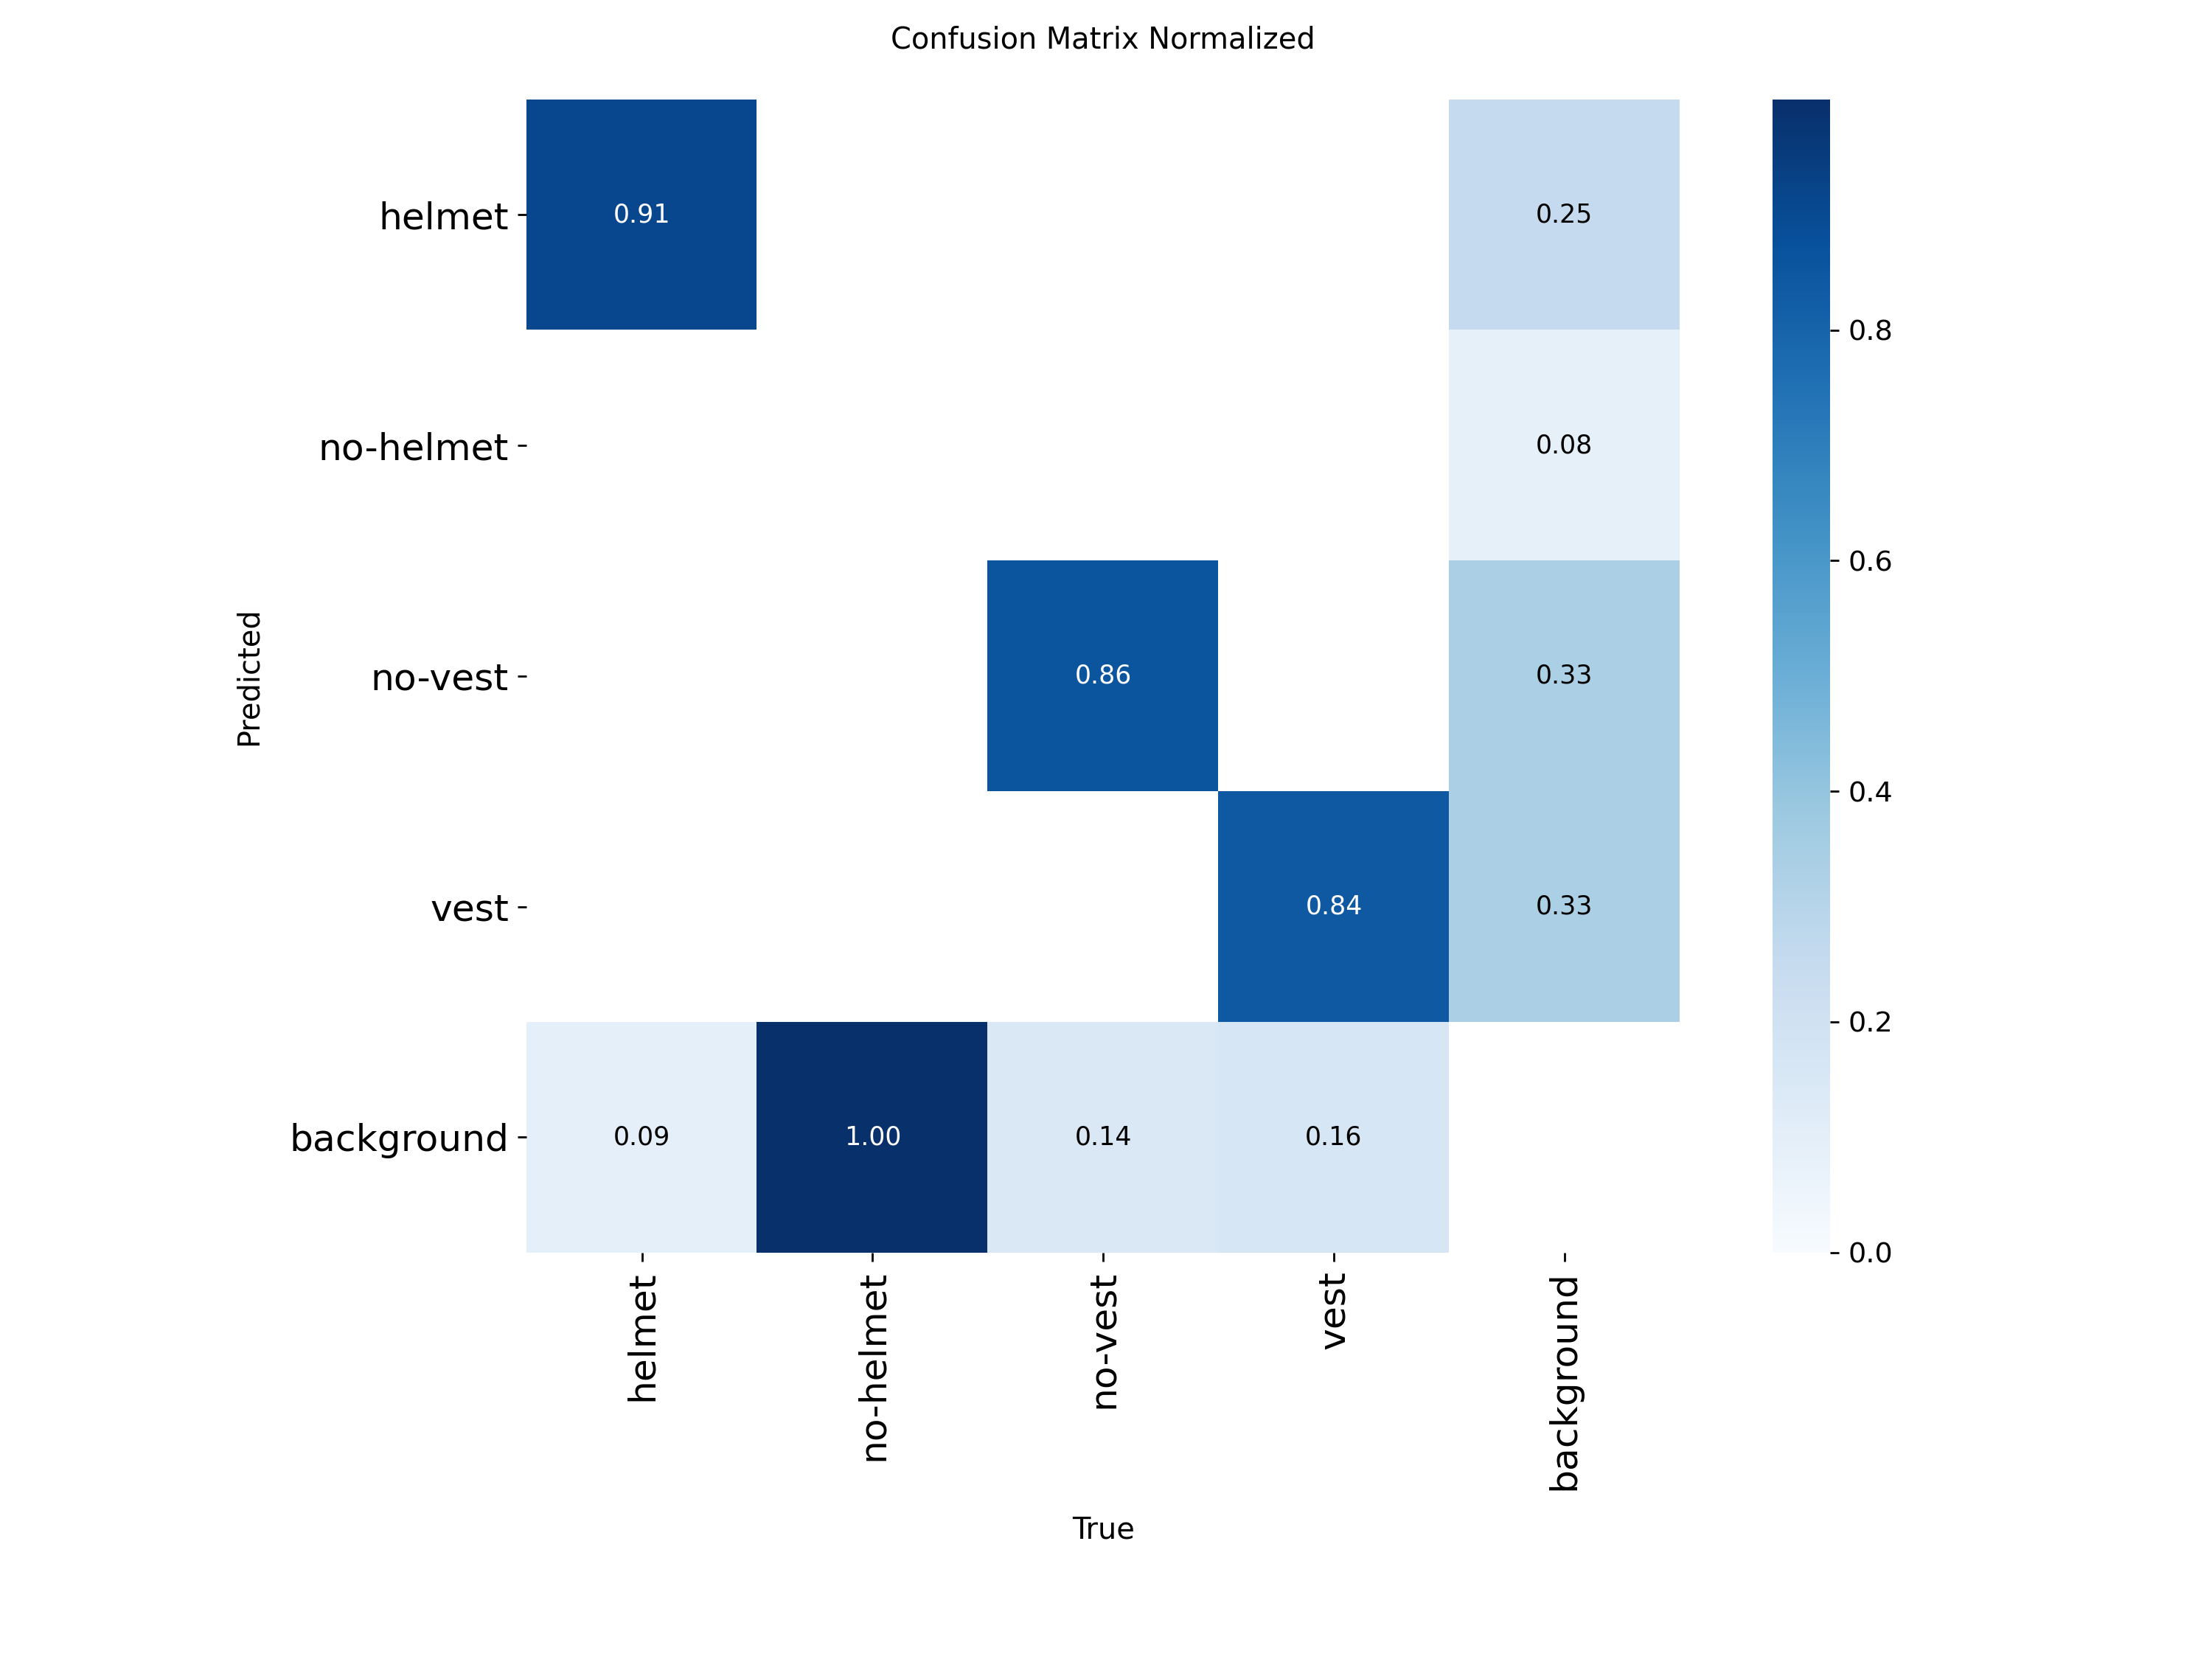 Confusion Matrix Normalized
helmet
0.91
0.25
0.8
no-helmet
0.08
0.6
Predicted
no-vest
0.86
0.33
0.4
vest
0.84
0.33
0.2
background
0.09
1.00
0.14
0.16
0.0
helmet
no-helmet
no-vest
vest
background
True